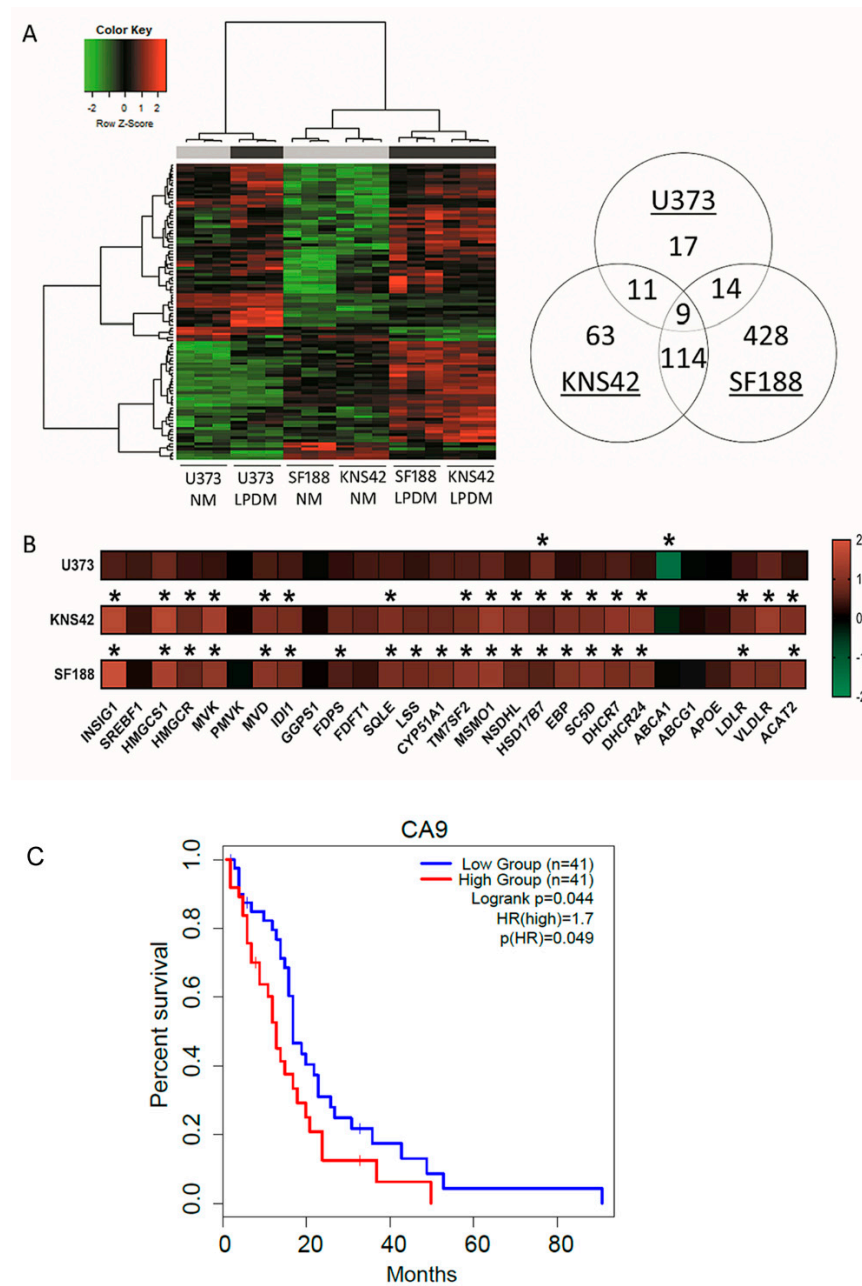 A
Color Key
-2 0 1 2
Row Z-Score
U373 U373 SF188 KNS42 SF188 KNS42
NM LPDM NM NM LPDM LPDM
U373
17
11 14
9
63 428
114
KNS42 SF188
B
* *
U373
* * * * * * * * * * * * * * * * * *
KNS42
* * * * * * * * * * * * * * * * * * *
SF188
INSIG1 SREBF1 HMGCS1 HMGCR MVK PMVK MVD IDI1 GGPS1 FDPS FDFT1 SQLE LSS CYP51A1 TM7SF2 MSMO1 NSDHL HSD17B7 EBP SC5D DHCR7 DHCR24 ABCA1 ABCG1 APOE LDLR VLDLR ACAT2
2
1
0
-1
-2
C
CA9
Low Group (n=41)
High Group (n=41)
Logrank p=0.044
HR(high)=1.7
p(HR)=0.049
Percent survival
1.0
0.8
0.6
0.4
0.2
0.0
0 20 40 60 80
Months